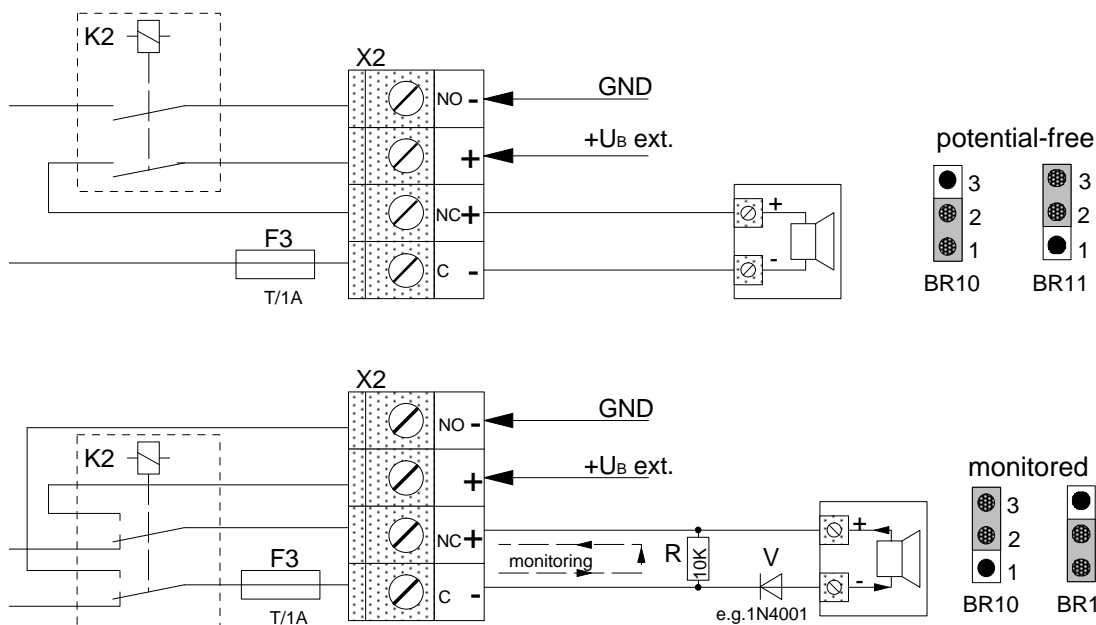 K2
X2
NO -
GND
+
+UB ext.
NC +
C -
F3
T/1A
+
-
potential-free
3
2
1
BR10
3
2
1
BR11
X2
NO -
GND
K2
+
+UB ext.
NC +
C -
F3
T/1A
monitoring
R
10K
V
e.g.1N4001
+
-
monitored
3
2
1
BR10
BR1